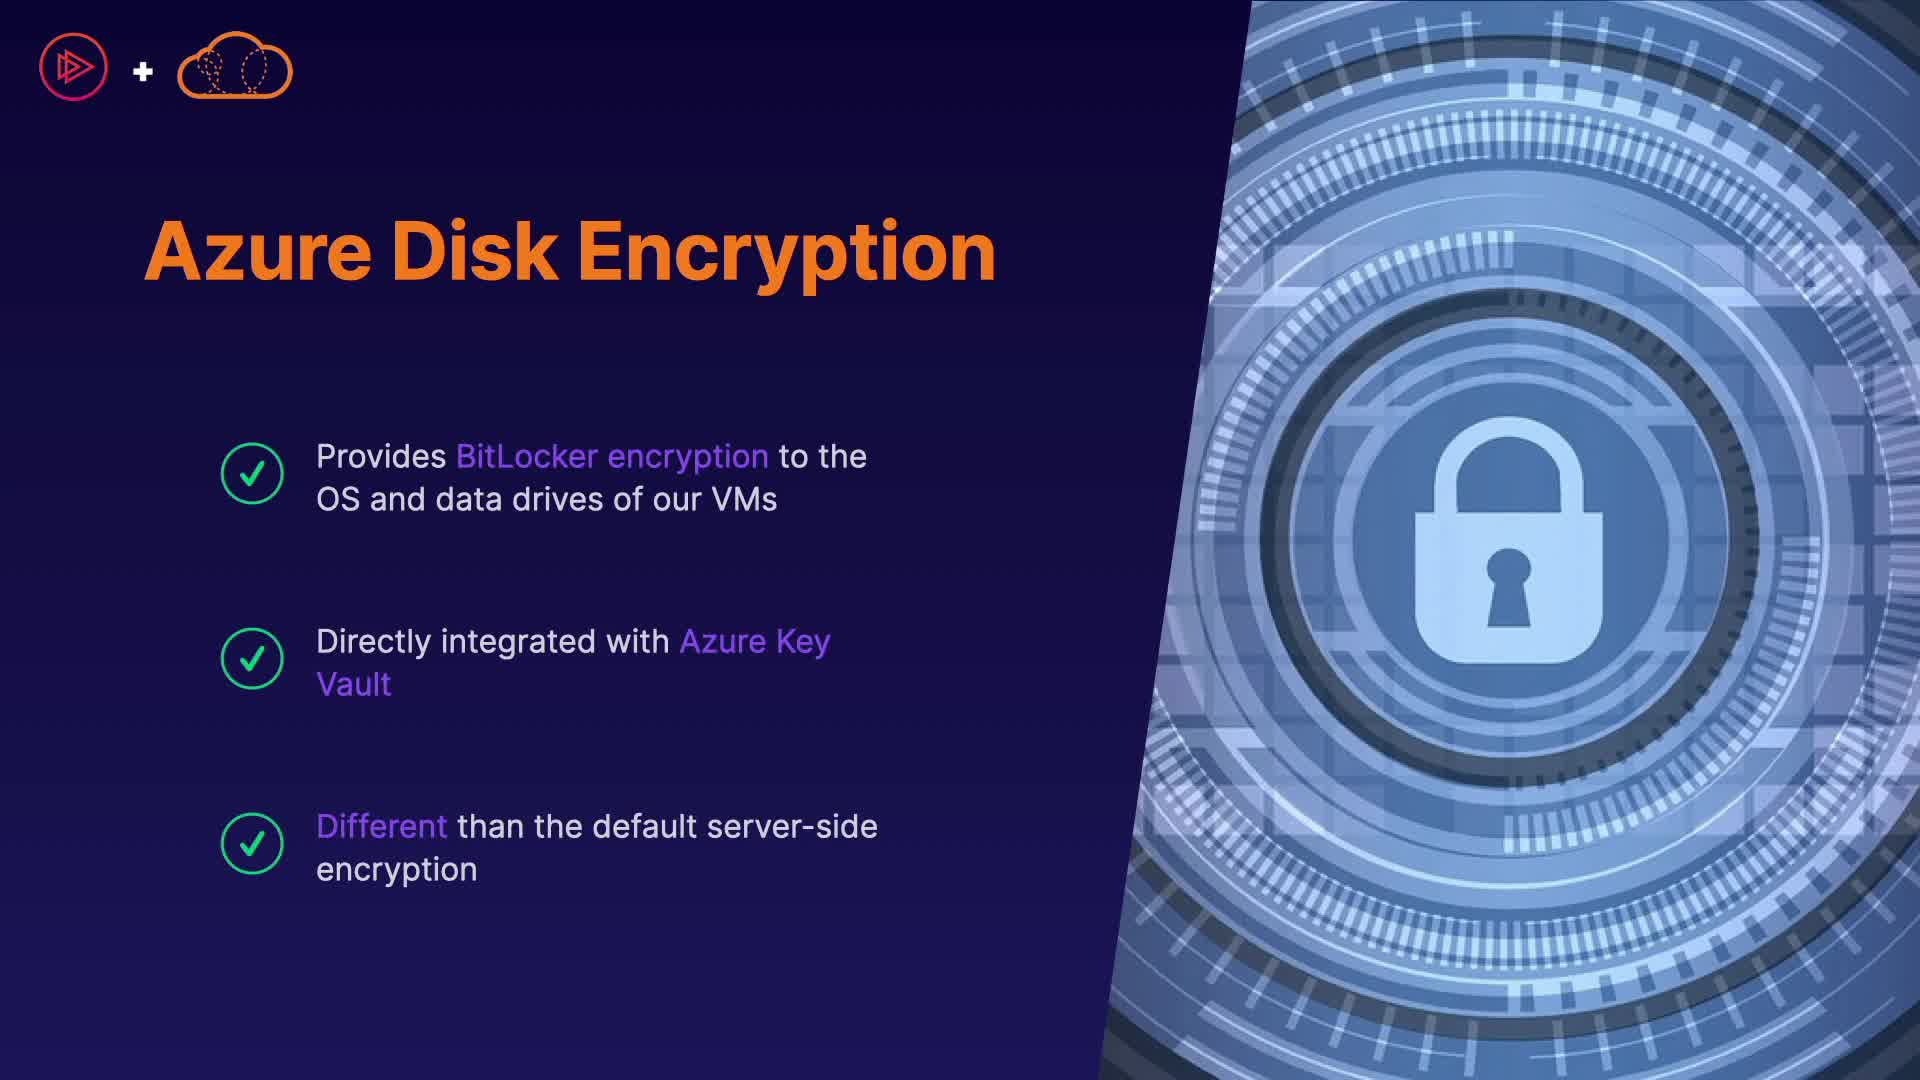 Azure Disk Encryption
Provides BitLocker encryption to the
OS and data drives of our VMs
Directly integrated with Azure Key
Vault
Different than the default server-side
encryption